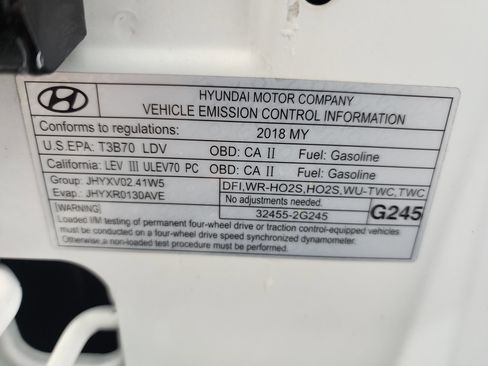 HYUNDAI MOTOR COMPANY
VEHICLE EMISSION CONTROL INFORMATION
Conforms to regulations: 2018 MY
U.S.EPA: T3B70 LDV OBD: CA II Fuel: Gasoline
California: LEV III ULEV70 PC OBD: CA II Fuel: Gasoline
Group: JHYXV02.41W5
Evap.: JHYXR0130AVE
DFI,WR-HO2S,HO2S,WU-TWC,TWC
No adjustments needed.
32455-2G245
G245
[WARNING]
Loaded I/M testing of permanent four-wheel drive or traction control-equipped vehicles
must be conducted on a four-wheel drive speed synchronized dynamometer.
Otherwise,a non-loaded test procedure must be performed.